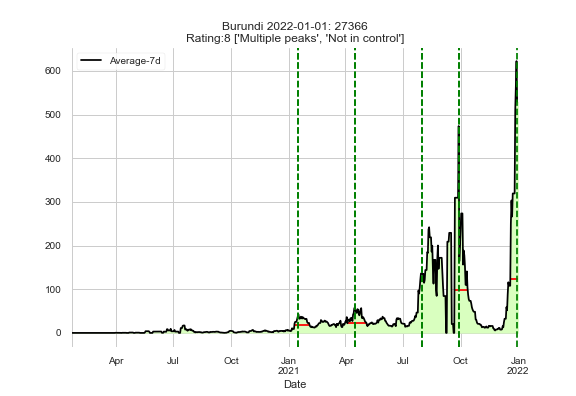 Burundi 2022-01-01: 27366
Rating:8 ['Multiple peaks', 'Not in control']
Average-7d
600
500
400
300
200
100
0
Apr Jul Oct Jan Apr Jul Oct Jan
2021 2022
Date